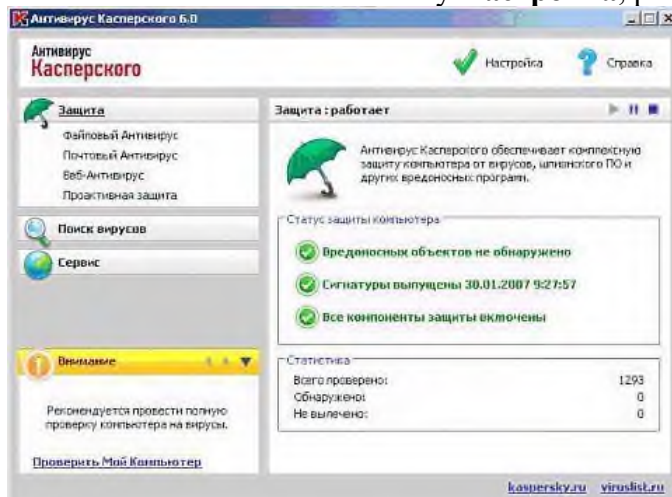 Настройка,
Антивирус Касперского 6.0
Антивирус
Касперского
Настройка
Справка
Защита
Файловый Антивирус
Почтовый Антивирус
Веб-Антивирус
Проактивная защита
Поиск вирусов
Сервис
Внимание
Рекомендуется провести полную
проверку компьютера на вирусы.
Проверить Мой Компьютер
Защита : работает
Антивирус Касперского обеспечивает комплексную
защиту компьютера от вирусов, шпионского ПО и
других вредоносных программ.
Статус защиты компьютера
Вредоносных объектов не обнаружено
Сигнатуры выпущены 30.01.2007 9:27:57
Все компоненты защиты включены
Статистика
Всего проверено: 1293
Обнаружено: 0
Не вылечено: 0
kaspersky.ru viruslist.ru